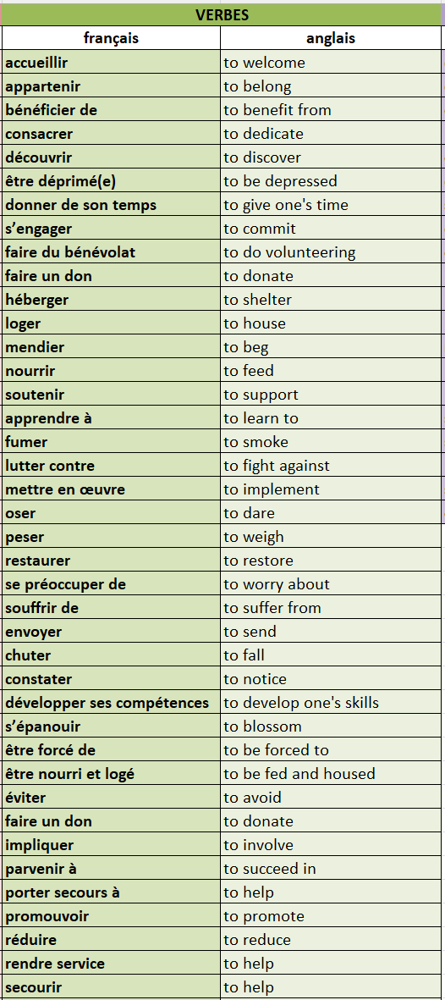 VERBES
français anglais
accueillir to welcome
appartenir to belong
bénéficier de to benefit from
consacrer to dedicate
découvrir to discover
être déprimé(e) to be depressed
donner de son temps to give one's time
s’engager to commit
faire du bénévolat to do volunteering
faire un don to donate
héberger to shelter
loger to house
mendier to beg
nourrir to feed
soutenir to support
apprendre à to learn to
fumer to smoke
lutter contre to fight against
mettre en œuvre to implement
oser to dare
peser to weigh
restaurer to restore
se préoccuper de to worry about
souffrir de to suffer from
envoyer to send
chuter to fall
constater to notice
développer ses compétences to develop one's skills
s’épanouir to blossom
être forcé de to be forced to
être nourri et logé to be fed and housed
éviter to avoid
faire un don to donate
impliquer to involve
parvenir à to succeed in
porter secours à to help
promouvoir to promote
réduire to reduce
rendre service to help
secourir to help